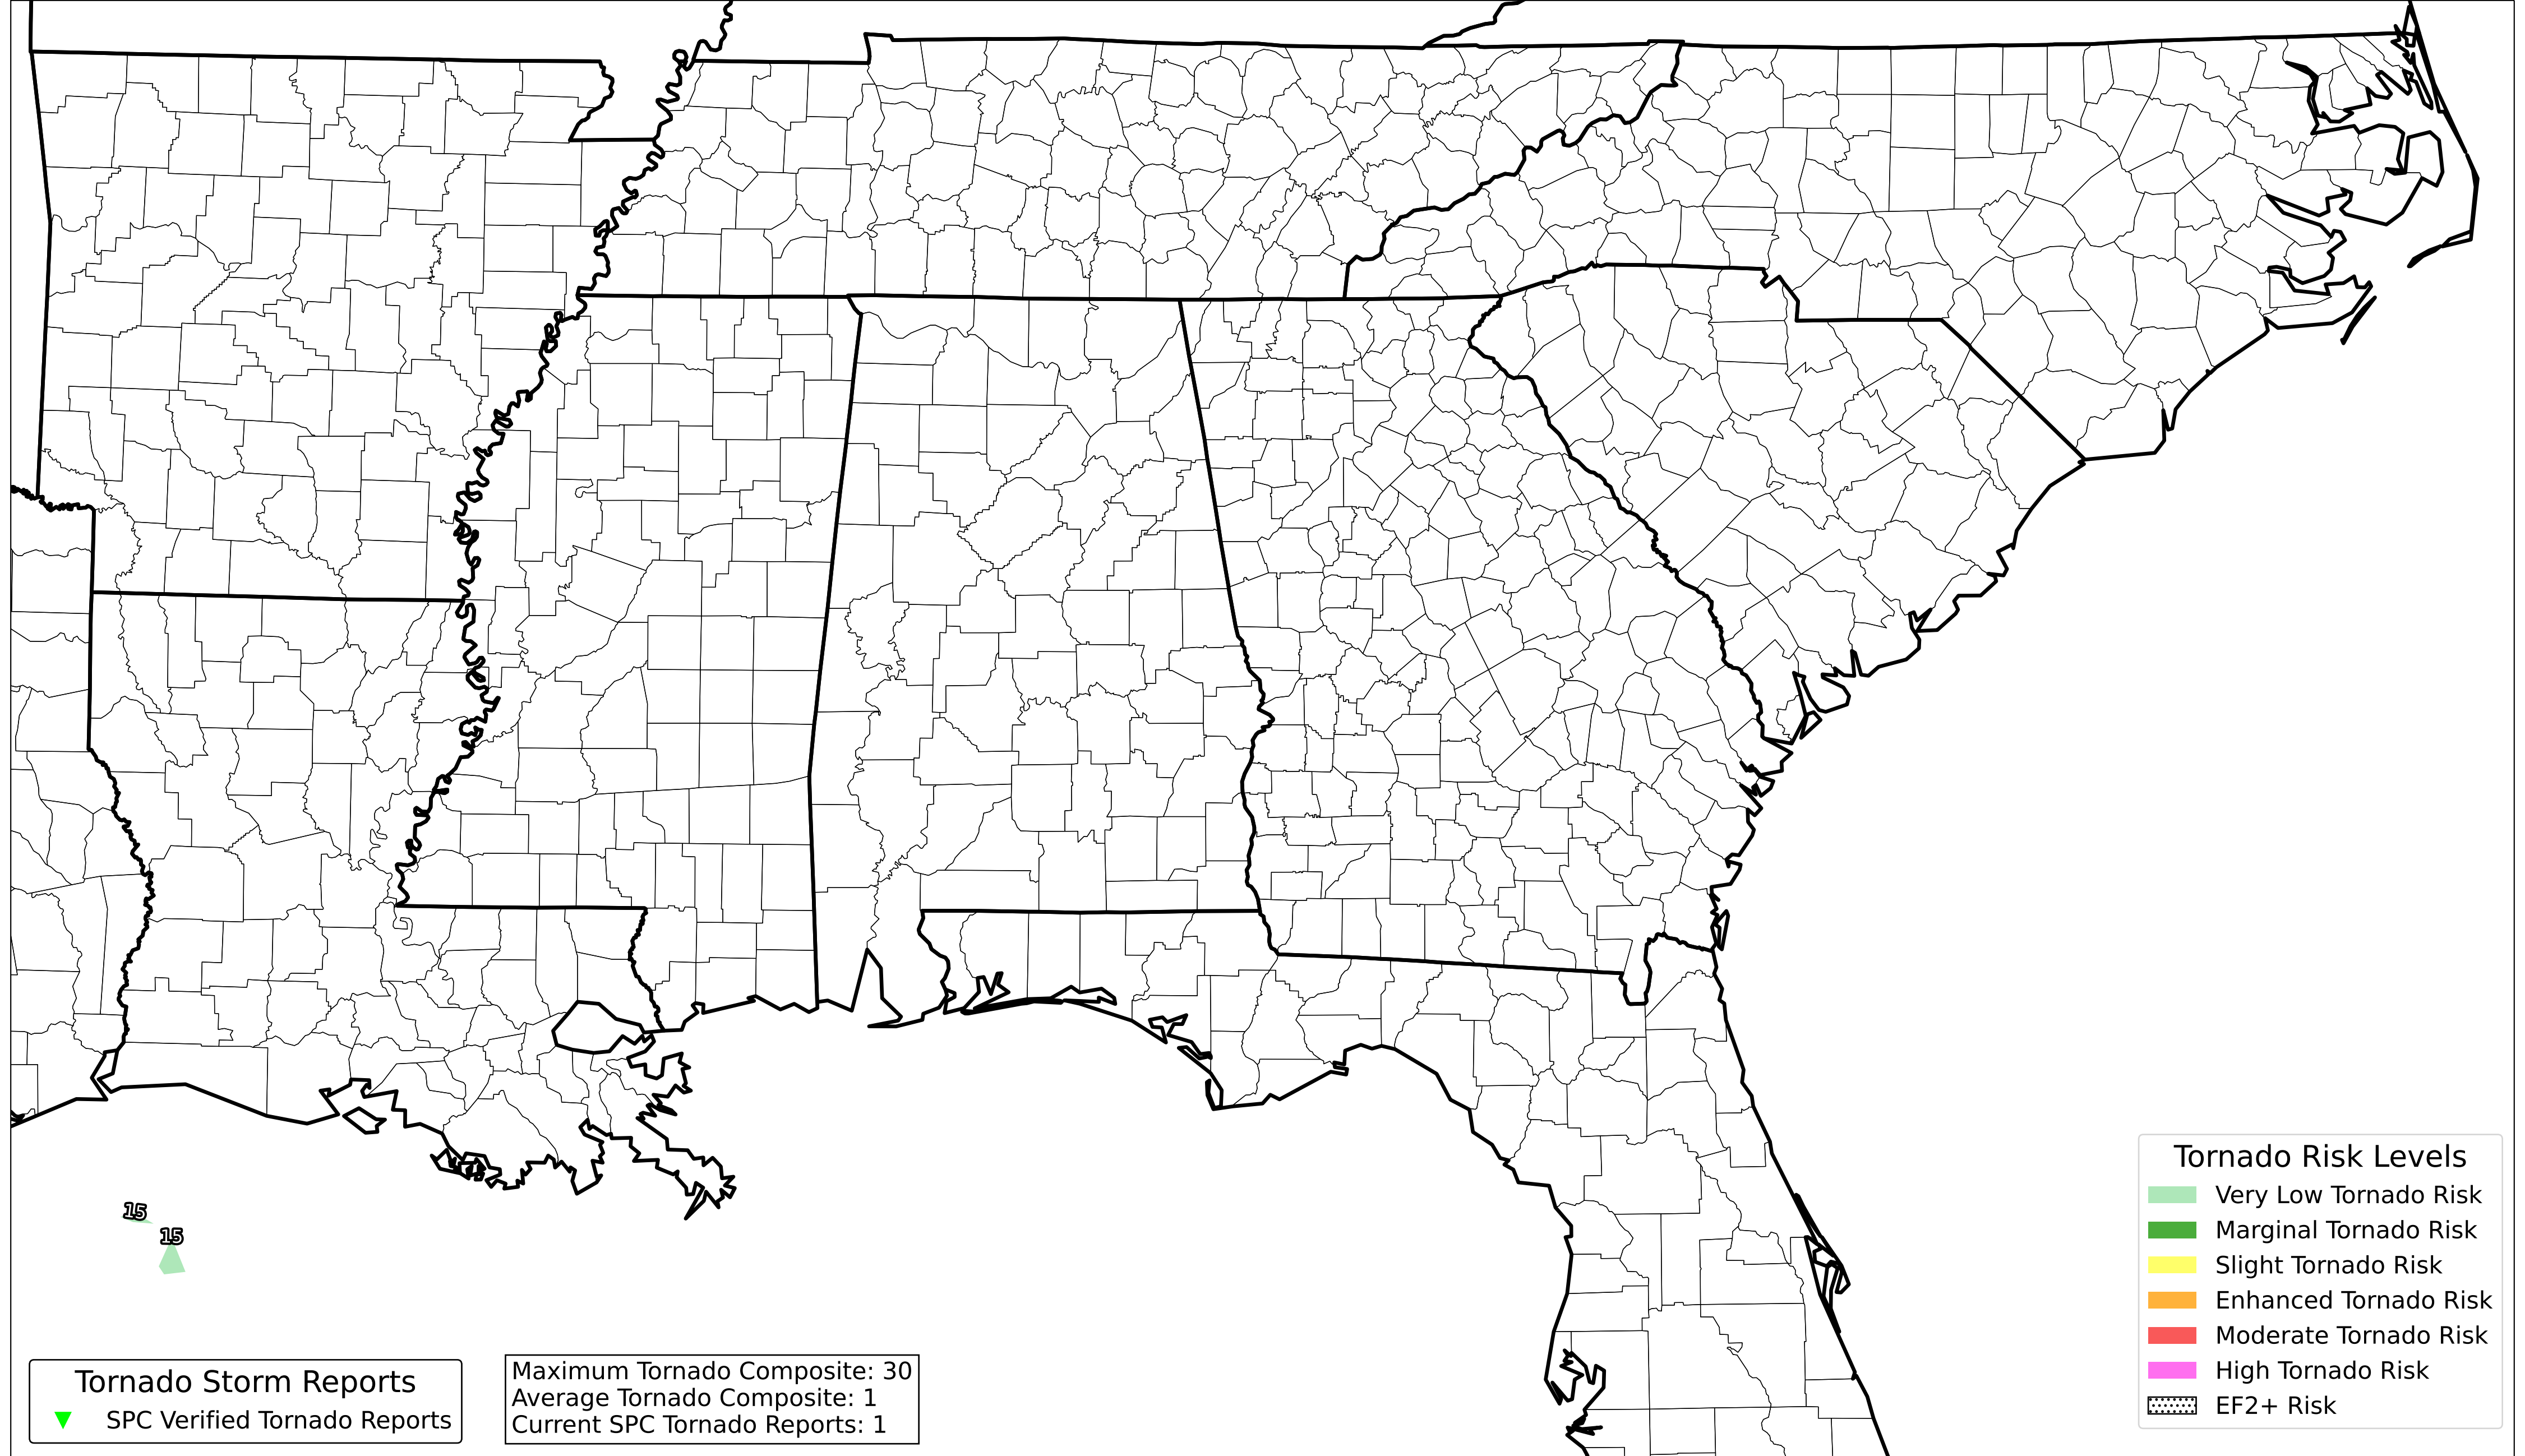 15
15
Tornado Storm Reports
SPC Verified Tornado Reports
Maximum Tornado Composite: 30
Average Tornado Composite: 1
Current SPC Tornado Reports: 1
Tornado Risk Levels
Very Low Tornado Risk
Marginal Tornado Risk
Slight Tornado Risk
Enhanced Tornado Risk
Moderate Tornado Risk
High Tornado Risk
EF2+ Risk